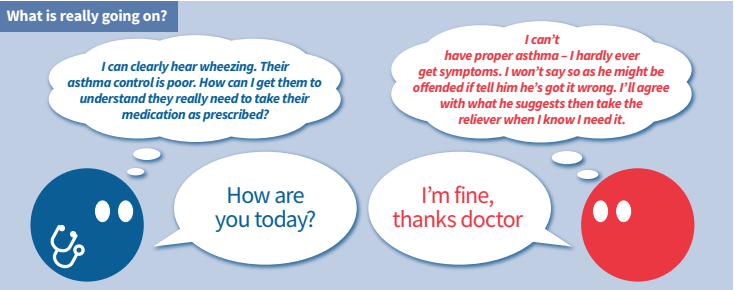 What is really going on?
I can clearly hear wheezing. Their
asthma control is poor. How can I get them to
understand they really need to take their
medication as prescribed?
I can't
have proper asthma – I hardly ever
get symptoms. I won't say so as he might be
offended if tell him he's got it wrong. I'll agree
with what he suggests then take the
reliever when I know I need it.
How are
you today?
I'm fine,
thanks doctor